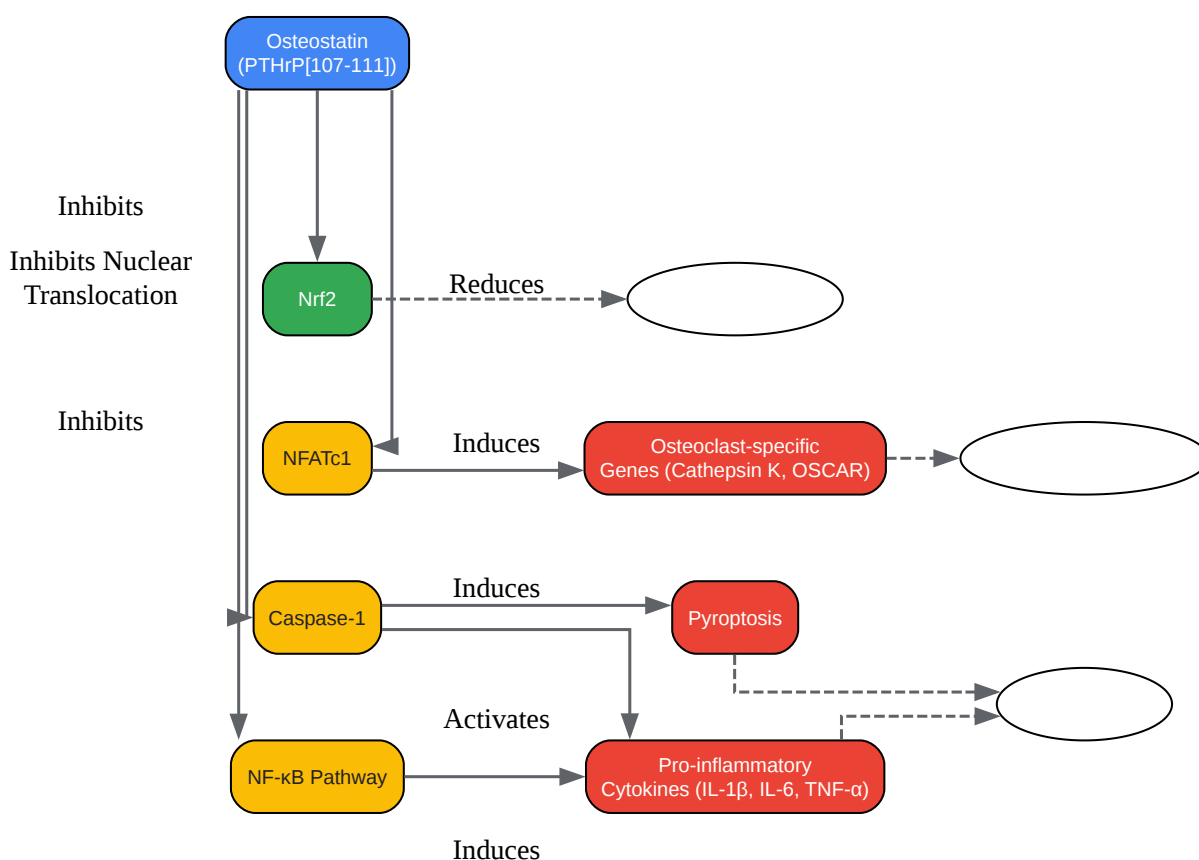 Osteostatin
(PTHrP[107-111])
Inhibits
Inhibits Nuclear
Translocation
Nrf2
Reduces
Inhibits
NFATc1
Induces
Osteoclast-specific
Genes (Cathepsin K, OSCAR)
Caspase-1
Induces
Pyroptosis
Activates
NF-κB Pathway
Pro-inflammatory
Cytokines (IL-1β, IL-6, TNF-α)
Induces